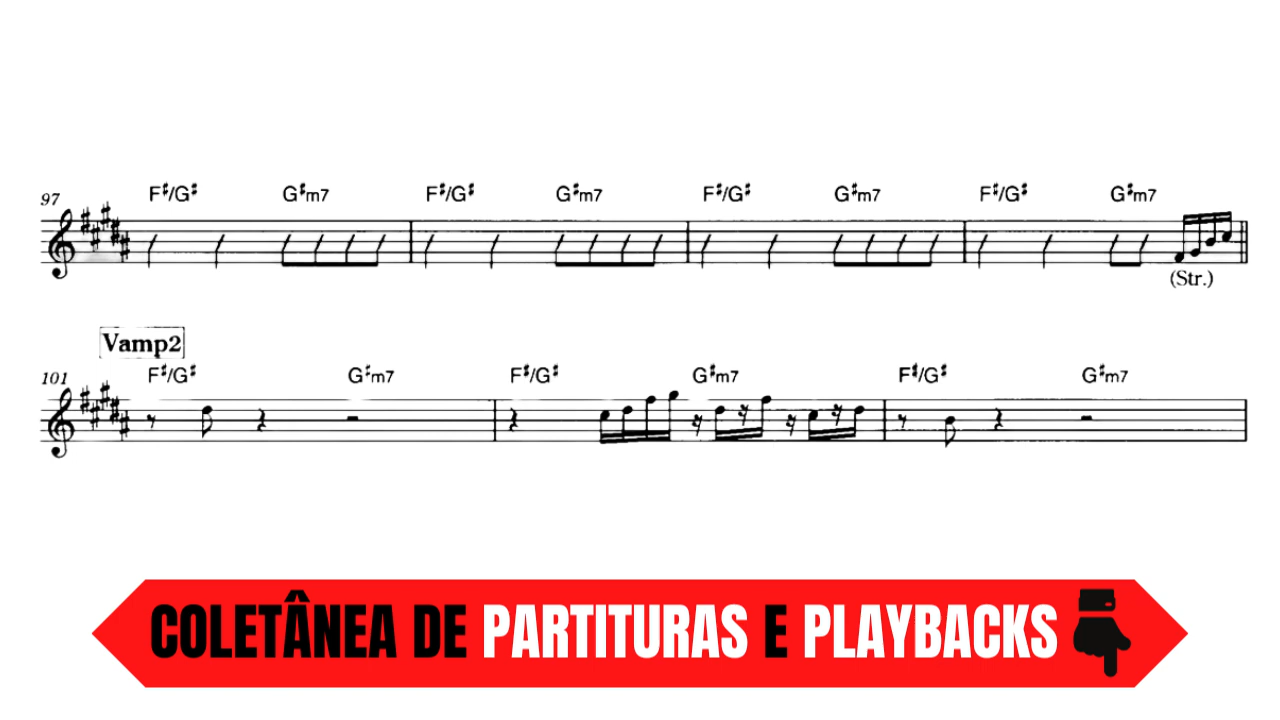 97 F♯/G♯ G♯m7 F♯/G♯ G♯m7 F♯/G♯ G♯m7 F♯/G♯ G♯m7
(Str.)
Vamp2
101 F♯/G♯ G♯m7 F♯/G♯ G♯m7 F♯/G♯ G♯m7
COLETÂNEA DE PARTITURAS E PLAYBACKS